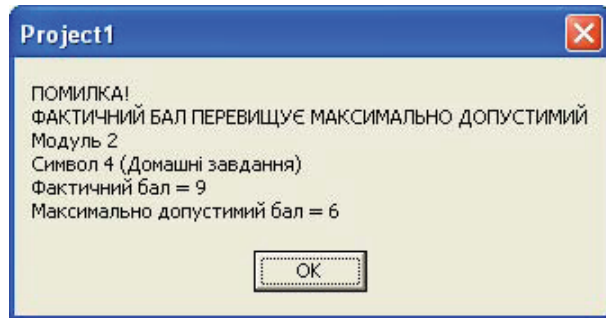 Project1
ПОМИЛКА!
ФАКТИЧНИЙ БАЛ ПЕРЕВИЩУЄ МАКСИМАЛЬНО ДОПУСТИМИЙ
Модуль 2
Символ 4 (Домашні завдання)
Фактичний бал = 9
Максимально допустимий бал = 6
OK